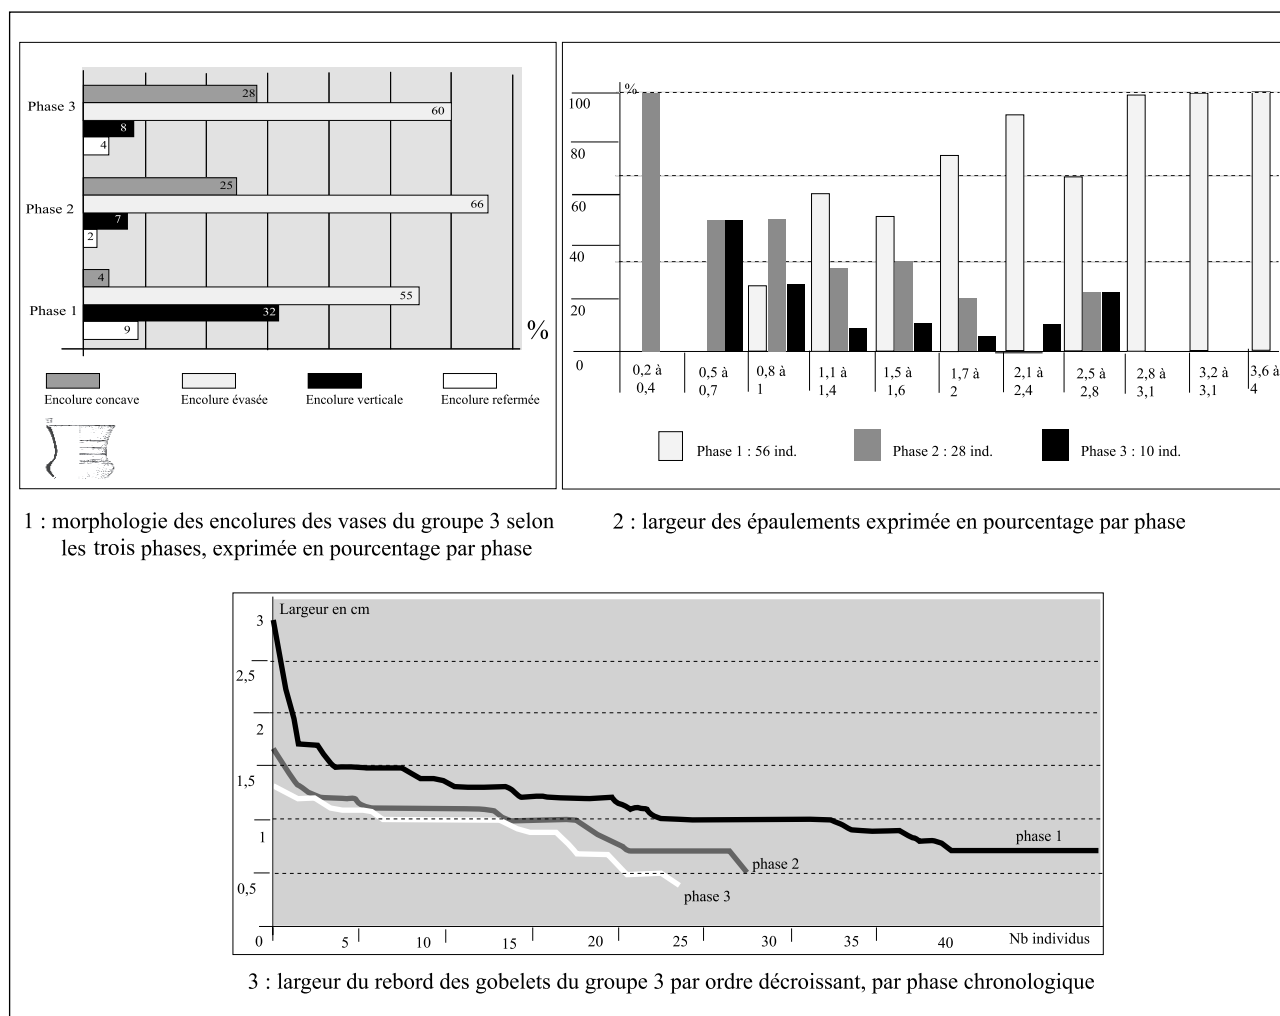 Phase 3
28
60
8
4
Phase 2
25
66
7
2
Phase 1
4
55
32
9
%
Encolure concave
Encolure évasée
Encolure verticale
Encolure refermée
%
100
80
60
40
20
0
0,2 à
0,4
0,5 à
0,7
0,8 à
1
1,1 à
1,4
1,5 à
1,6
1,7 à
2
2,1 à
2,4
2,5 à
2,8
2,8 à
3,1
3,2 à
3,1
3,6 à
4
Phase 1 : 56 ind.
Phase 2 : 28 ind.
Phase 3 : 10 ind.
1 : morphologie des encolures des vases du groupe 3 selon
les trois phases, exprimée en pourcentage par phase
2 : largeur des épaulements exprimée en pourcentage par phase
Largeur en cm
3
2,5
2
1,5
1
0,5
phase 1
phase 2
phase 3
0
5
10
15
20
25
30
35
40
Nb individus
3 : largeur du rebord des gobelets du groupe 3 par ordre décroissant, par phase chronologique